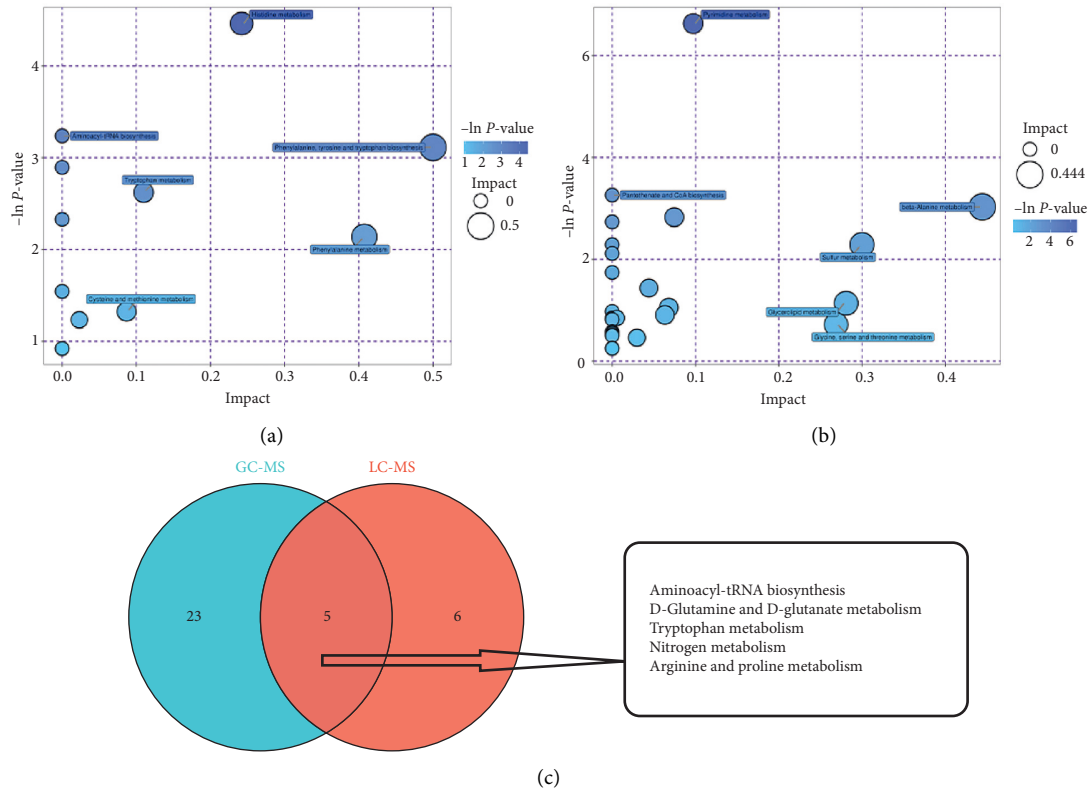 Histidine metabolism
4
Aminoacyl-tRNA biosynthesis
Phenylalanine, tyrosine and tryptophan biosynthesis
3
Tryptophan metabolism
–ln P-value
2
Phenylalanine metabolism
Cysteine and methionine metabolism
1
0.0 0.1 0.2 0.3 0.4 0.5
Impact
–ln P-value
1 2 3 4
Impact
0
0.5
(a)
Pyrimidine metabolism
6
4
Pantothenate and CoA biosynthesis
beta-Alanine metabolism
–ln P-value
2
Sulfur metabolism
Glycerolipid metabolism
Glycine, serine and threonine metabolism
0
0.0 0.1 0.2 0.3 0.4
Impact
Impact
0
0.444
–ln P-value
2 4 6
(b)
GC-MS LC-MS
23 5 6
Aminoacyl-tRNA biosynthesis
D-Glutamine and D-glutanate metabolism
Tryptophan metabolism
Nitrogen metabolism
Arginine and proline metabolism
(c)